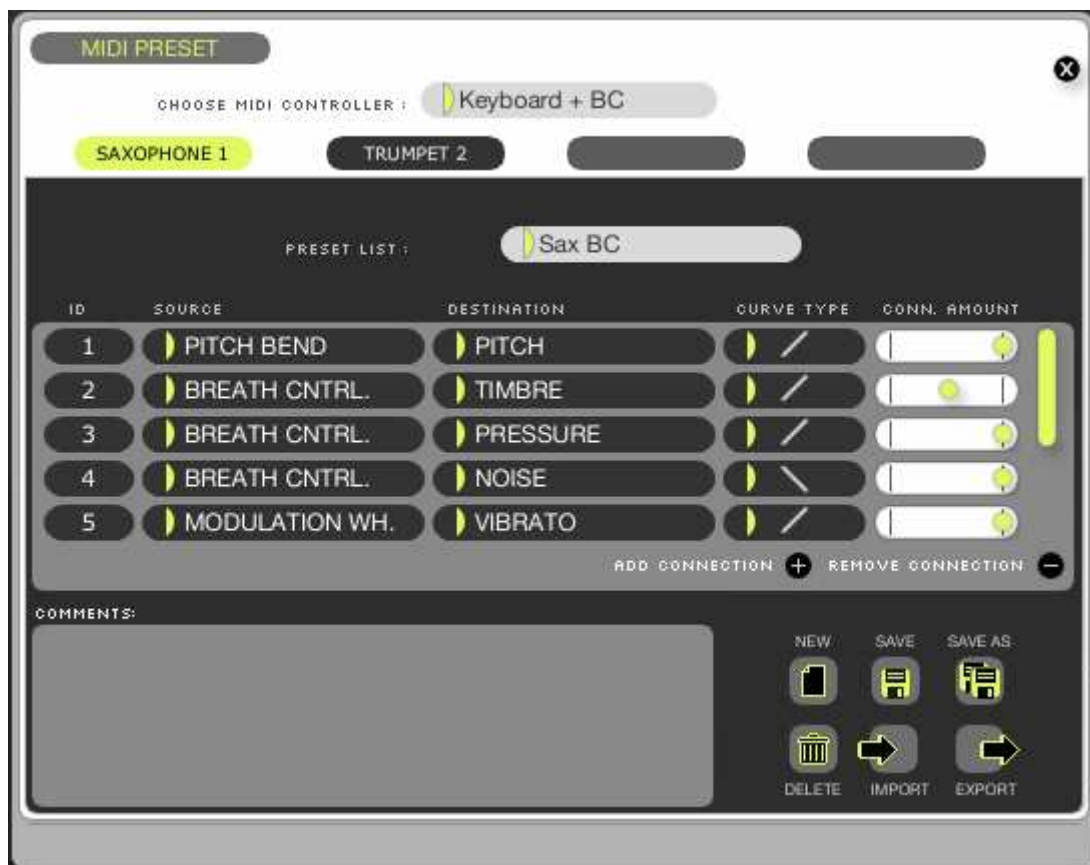 MIDI PRESET
X
CHOOSE MIDI CONTROLLER : Keyboard + BC
SAXOPHONE 1 TRUMPET 2
PRESET LIST : Sax BC
ID SOURCE DESTINATION CURVE TYPE CONN. AMOUNT
1 PITCH BEND PITCH
2 BREATH CNTRL. TIMBRE
3 BREATH CNTRL. PRESSURE
4 BREATH CNTRL. NOISE
5 MODULATION WH. VIBRATO
ADD CONNECTION + REMOVE CONNECTION −
COMMENTS:
NEW SAVE SAVE AS
DELETE IMPORT EXPORT